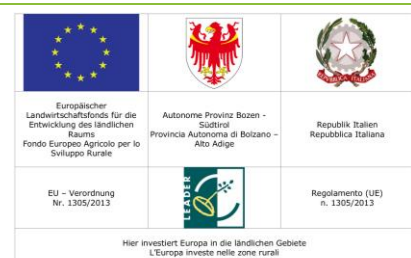 Europäischer
Landwirtschaftsfonds für die
Entwicklung des ländlichen
Raums
Fondo Europeo Agricolo per lo
Sviluppo Rurale
Autonome Provinz Bozen -
Südtirol
Provincia Autonoma di Bolzano –
Alto Adige
Republik Italien
Repubblica Italiana
EU – Verordnung
Nr. 1305/2013
LEADER
Regolamento (UE)
n. 1305/2013
Hier investiert Europa in die ländlichen Gebiete
L'Europa investe nelle zone rurali